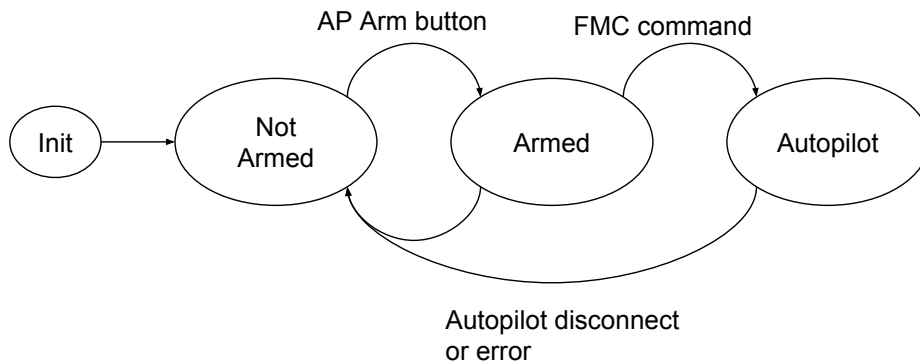 AP Arm button
FMC command
Init
Not
Armed
Armed
Autopilot
Autopilot disconnect
or error